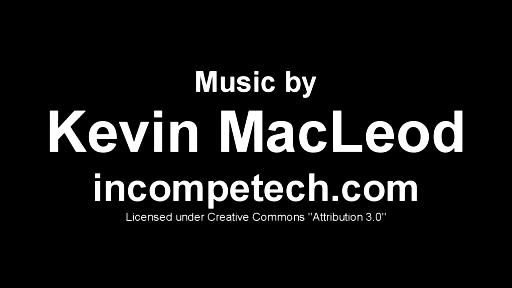 Music by
Kevin MacLeod
incompetech.com
Licensed under Creative Commons "Attribution 3.0"